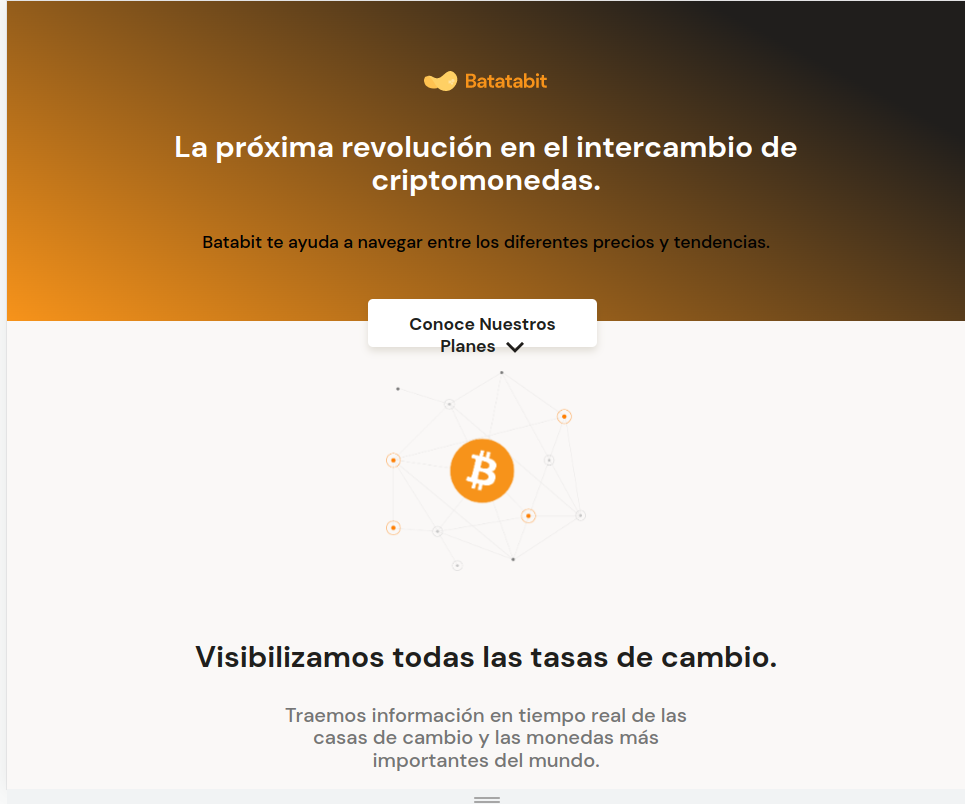 Batatabit
La próxima revolución en el intercambio de
criptomonedas.
Batabit te ayuda a navegar entre los diferentes precios y tendencias.
Conoce Nuestros
Planes
Visibilizamos todas las tasas de cambio.
Traemos información en tiempo real de las
casas de cambio y las monedas más
importantes del mundo.